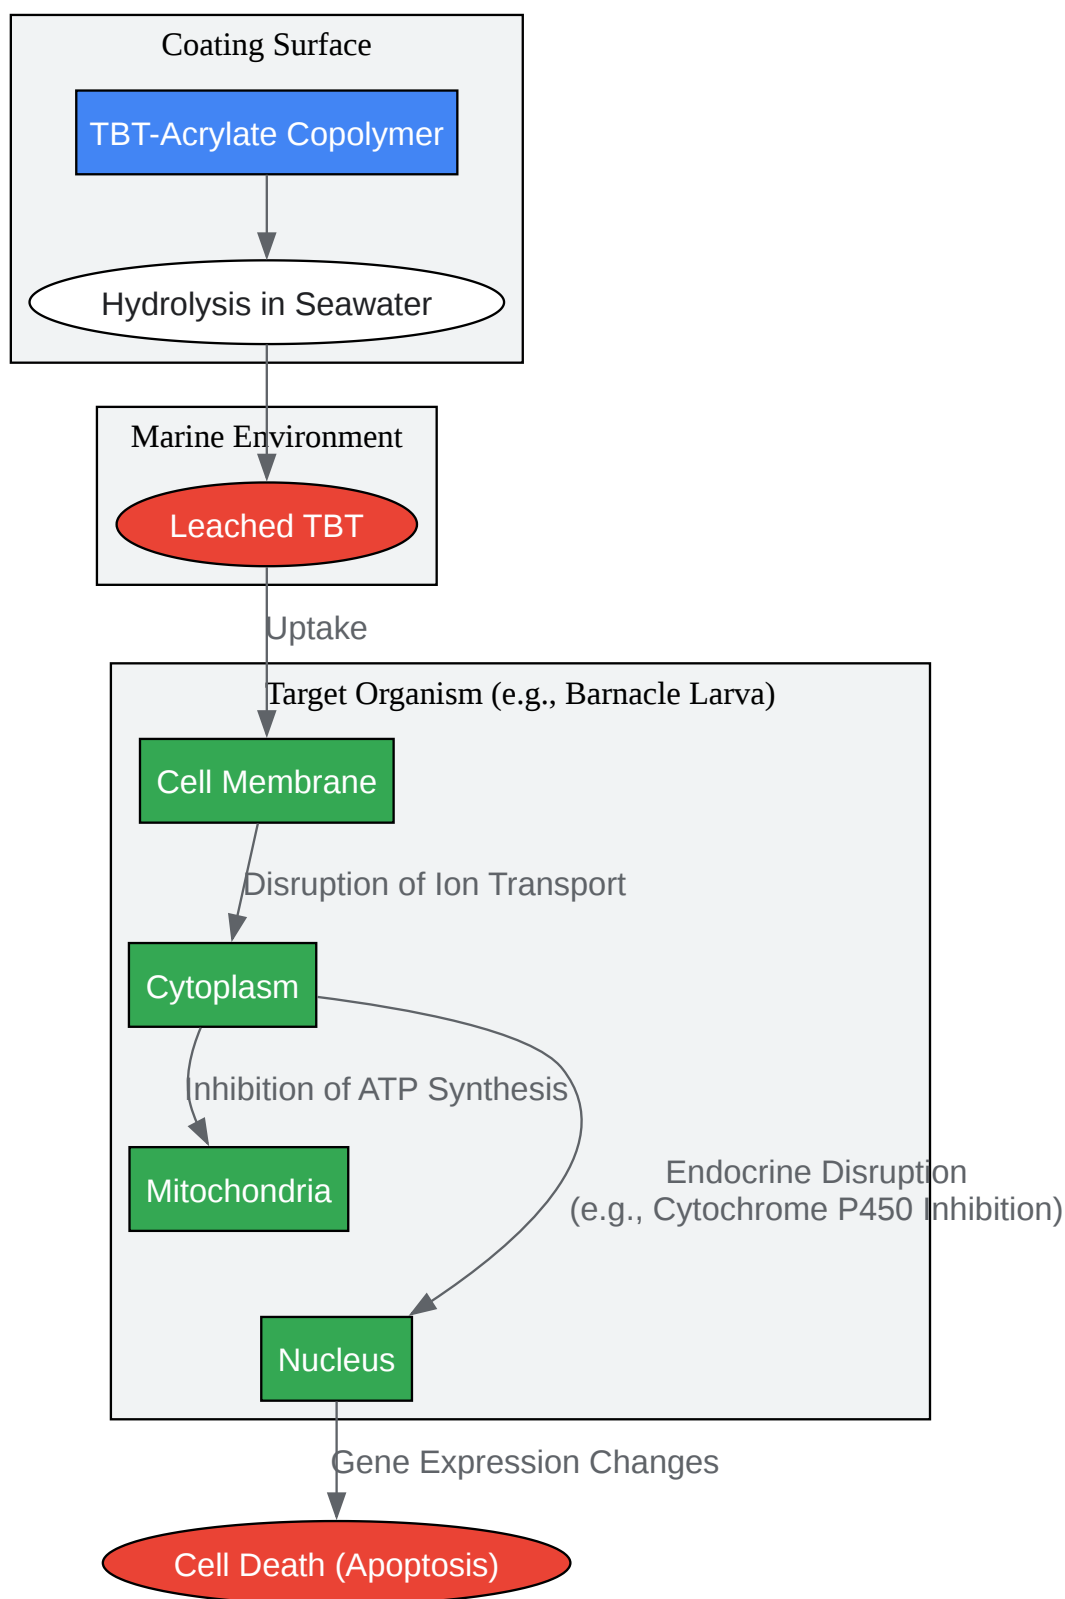 Coating Surface
TBT-Acrylate Copolymer
Hydrolysis in Seawater
Marine Environment
Leached TBT
Uptake
Target Organism (e.g., Barnacle Larva)
Cell Membrane
Disruption of Ion Transport
Cytoplasm
Inhibition of ATP Synthesis
Endocrine Disruption
(e.g., Cytochrome P450 Inhibition)
Mitochondria
Nucleus
Gene Expression Changes
Cell Death (Apoptosis)